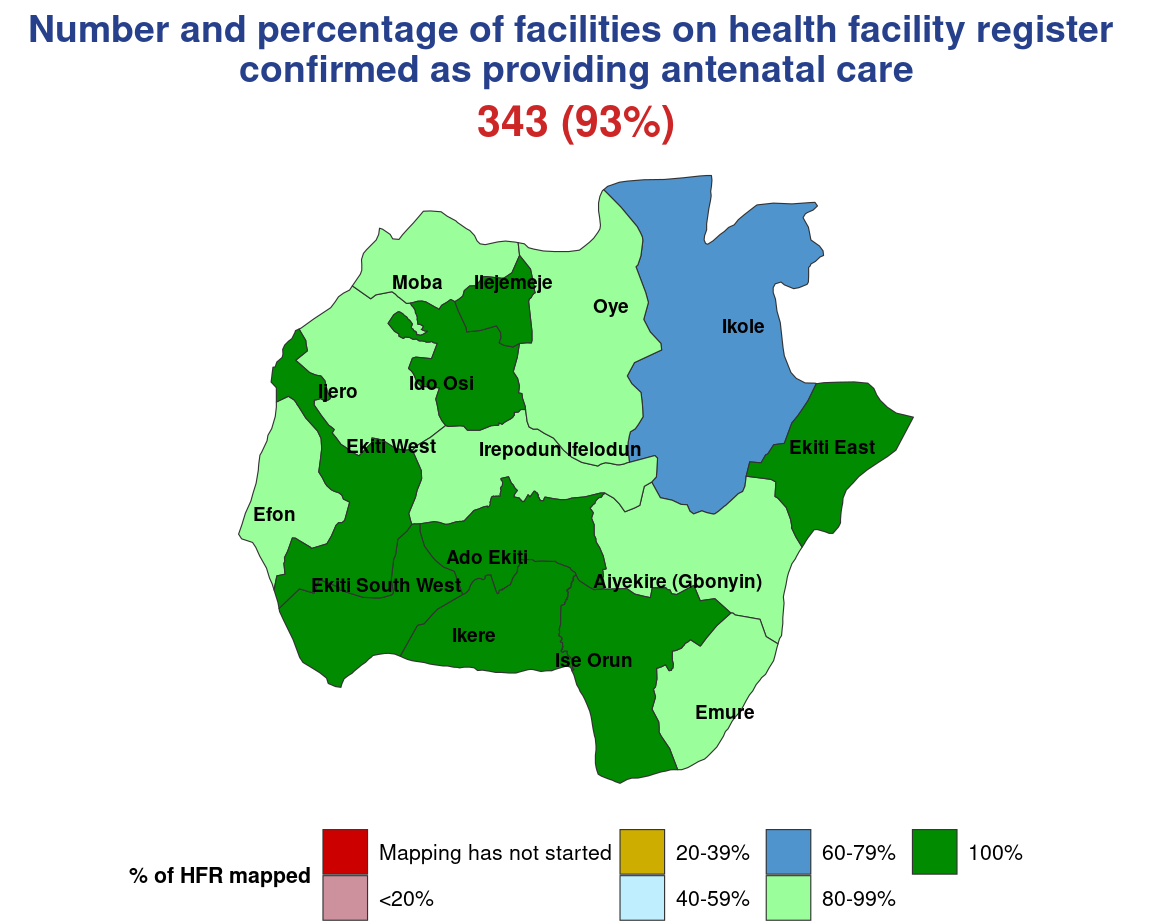 Number and percentage of facilities on health facility register
confirmed as providing antenatal care
343 (93%)
Moba
Ilejemeje
Oye
Ikole
Ijero
Ido Osi
Ekiti West
Irepodun Ifelodun
Ekiti East
Efon
Ado Ekiti
Ekiti South West
Aiyekire (Gbonyin)
Ikere
Ise Orun
Emure
% of HFR mapped
Mapping has not started
<20%
20-39%
40-59%
60-79%
80-99%
100%